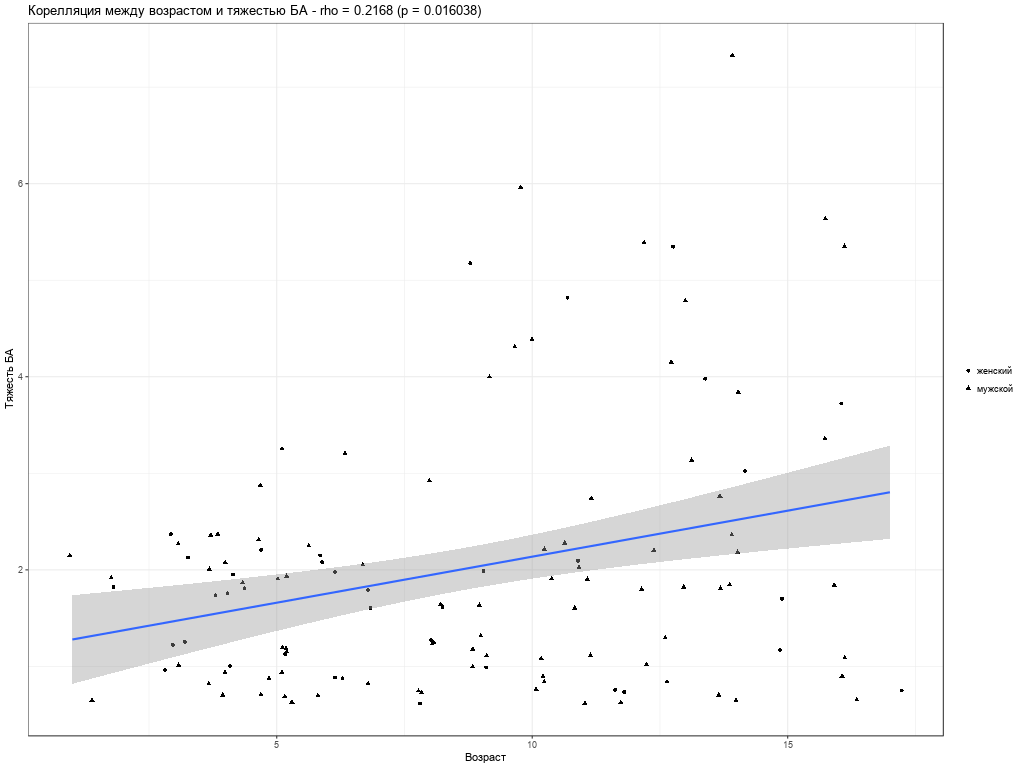 Корелляция между возрастом и тяжестью БА - rho = 0.2168 (p = 0.016038)
6
4
2
Тяжесть БА
5
10
15
Возраст
женский
мужской